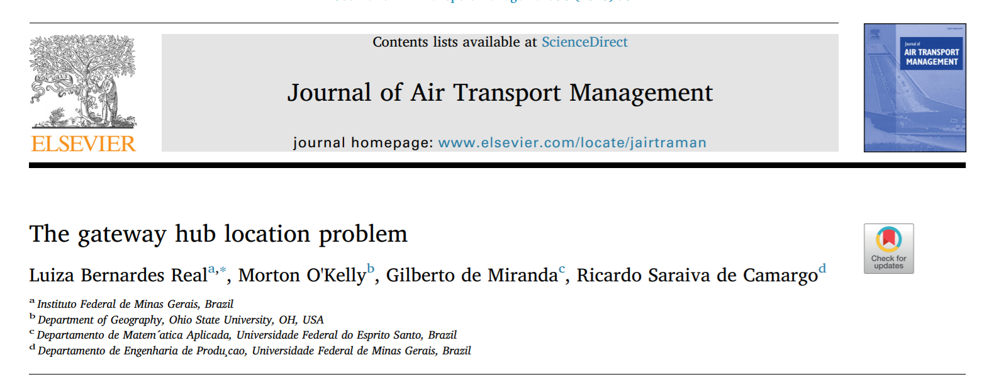 Contents lists available at ScienceDirect
Journal of Air Transport Management
journal homepage: www.elsevier.com/locate/jairtraman
NON SOLUS
ELSEVIER
Journal of
AIR TRANSPORT
MANAGEMENT
The gateway hub location problem
Check for
updates
Luiza Bernardes Real^a,*, Morton O'Kelly^b, Gilberto de Miranda^c, Ricardo Saraiva de Camargo^d
^a Instituto Federal de Minas Gerais, Brazil
^b Department of Geography, Ohio State University, OH, USA
^c Departamento de Matem´atica Aplicada, Universidade Federal do Esprito Santo, Brazil
^d Departamento de Engenharia de Produ¸cao, Universidade Federal de Minas Gerais, Brazil